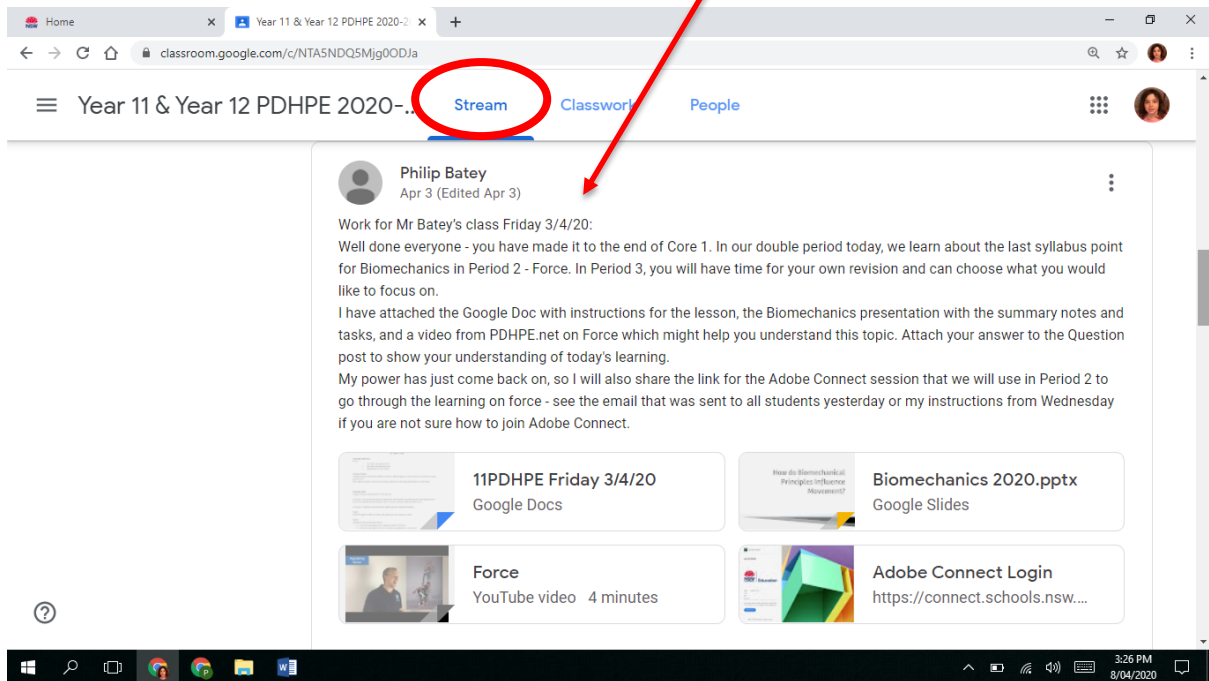 Home
Year 11 & Year 12 PDHPE 2020-2
classroom.google.com/c/NTA5NDQ5Mjg0ODJa
Year 11 & Year 12 PDHPE 2020-...
Stream
Classwork
People
Philip Batey
Apr 3 (Edited Apr 3)
Work for Mr Batey's class Friday 3/4/20:
Well done everyone - you have made it to the end of Core 1. In our double period today, we learn about the last syllabus point
for Biomechanics in Period 2 - Force. In Period 3, you will have time for your own revision and can choose what you would
like to focus on.
I have attached the Google Doc with instructions for the lesson, the Biomechanics presentation with the summary notes and
tasks, and a video from PDHPE.net on Force which might help you understand this topic. Attach your answer to the Question
post to show your understanding of today's learning.
My power has just come back on, so I will also share the link for the Adobe Connect session that we will use in Period 2 to
go through the learning on force - see the email that was sent to all students yesterday or my instructions from Wednesday
if you are not sure how to join Adobe Connect.
11PDHPE Friday 3/4/20
Google Docs
How do Biomechanical
Principles Influence
Movement?
Biomechanics 2020.pptx
Google Slides
Force
YouTube video 4 minutes
Education
Adobe Connect Login
https://connect.schools.nsw....
3:26 PM
8/04/2020